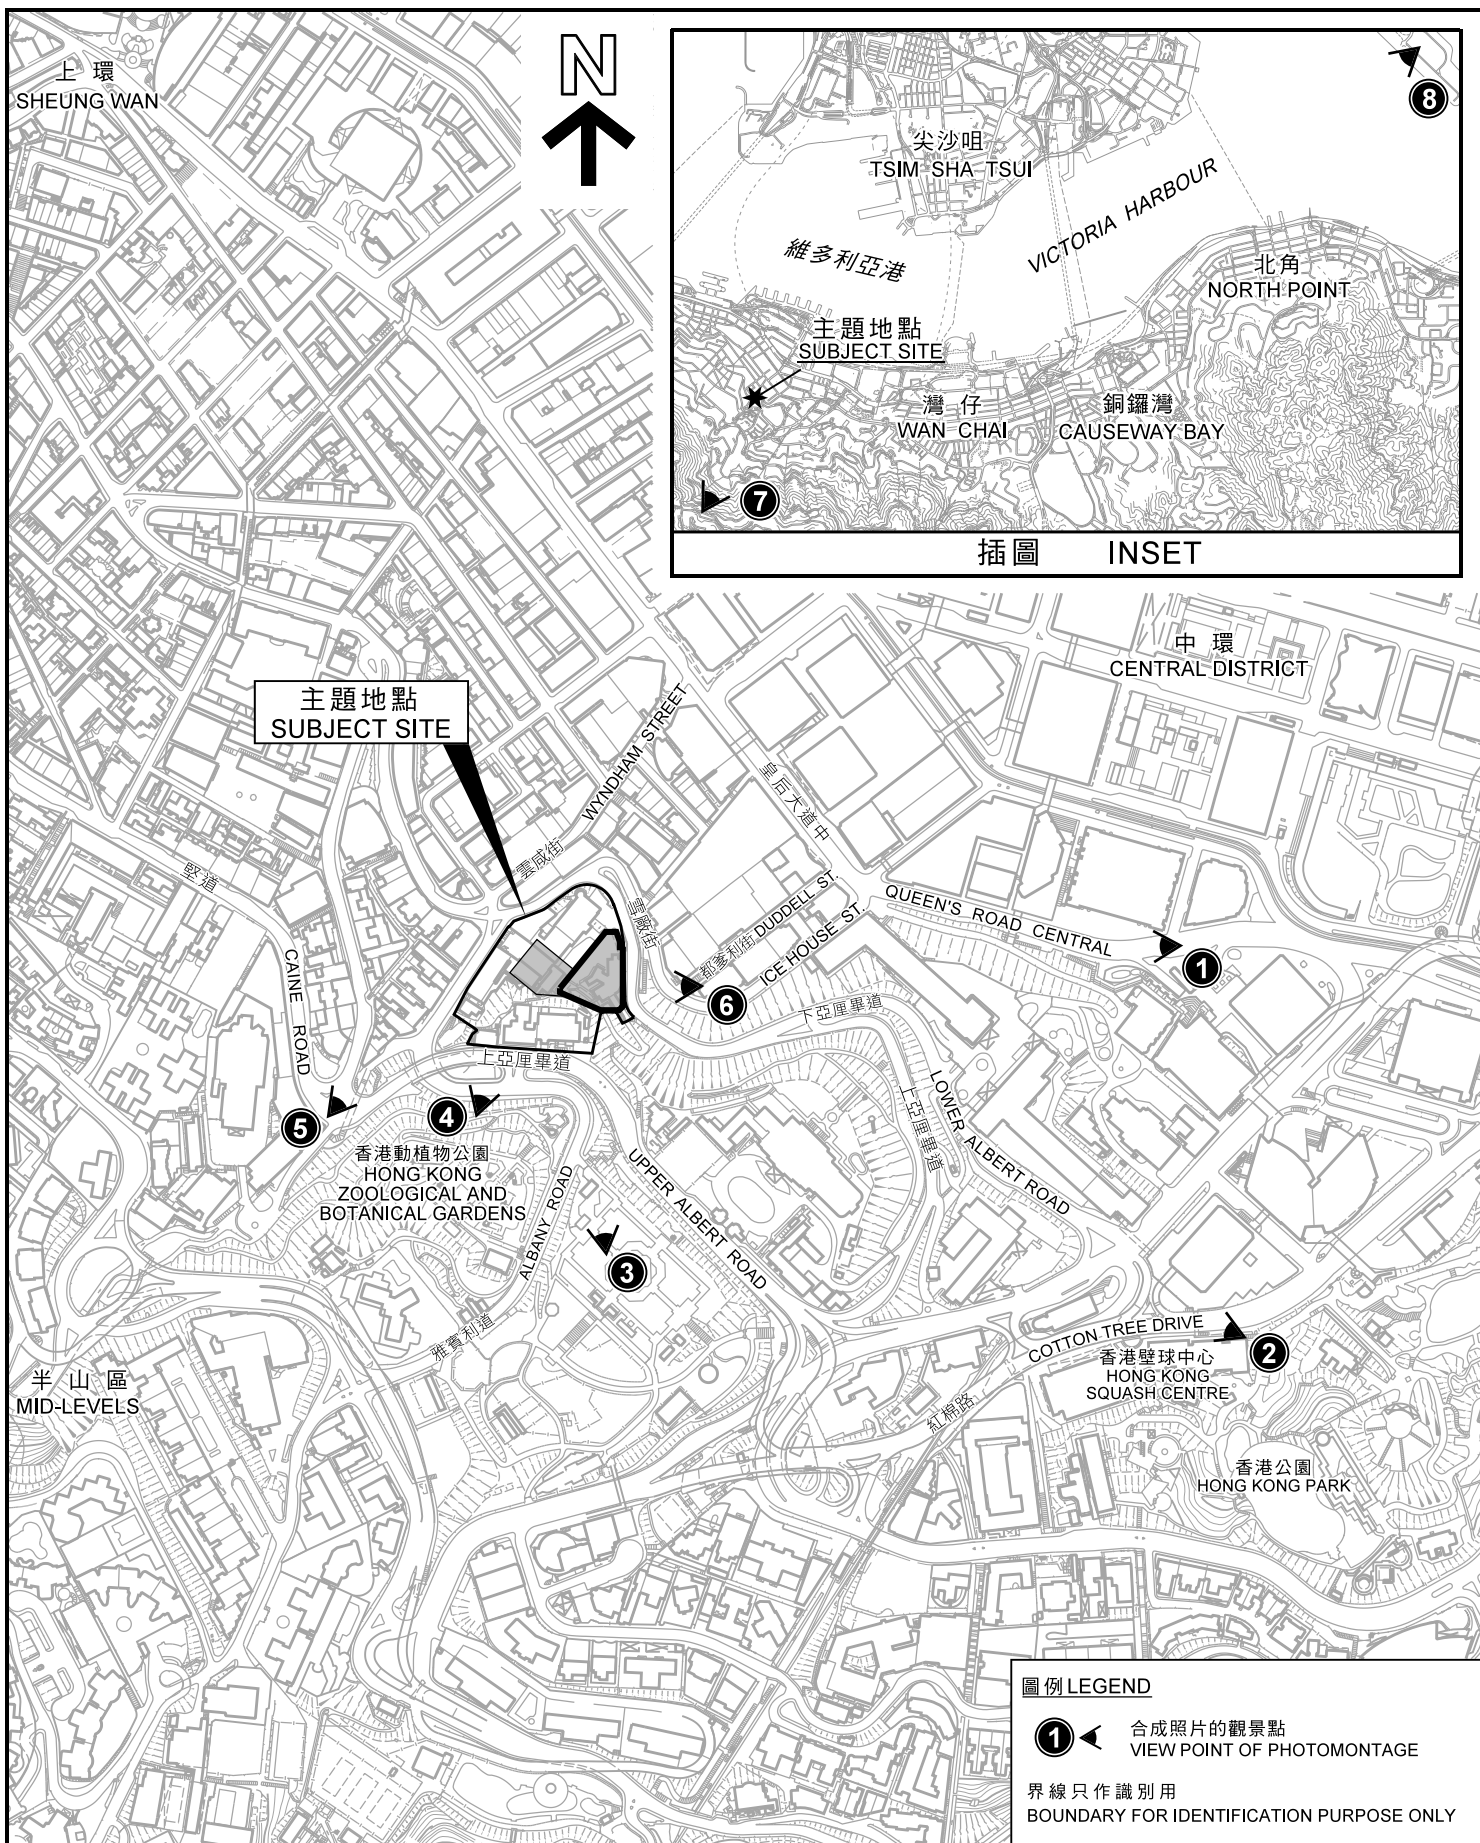 上環
SHEUNG WAN
N
尖沙咀
TSIM SHA TSUI
維多利亞港
VICTORIA HARBOUR
北角
NORTH POINT
主題地點
SUBJECT SITE
灣仔
WAN CHAI
銅鑼灣
CAUSEWAY BAY
7
8
插圖 INSET
中環
CENTRAL DISTRICT
主題地點
SUBJECT SITE
WYNDHAM STREET
雲咸街
皇后大道中
QUEEN'S ROAD CENTRAL
雪廠街
都爹利街 DUDDELL ST.
ICE HOUSE ST.
堅道
CAINE ROAD
1
6
下亞厘畢道
LOWER ALBERT ROAD
上亞厘畢道
上亞厘畢道
UPPER ALBERT ROAD
5
4
香港動植物公園
HONG KONG
ZOOLOGICAL AND
BOTANICAL GARDENS
ALBANY ROAD
雅賓利道
3
COTTON TREE DRIVE
紅棉路
2
香港壁球中心
HONG KONG
SQUASH CENTRE
半山區
MID-LEVELS
香港公園
HONG KONG PARK
圖例 LEGEND
1
合成照片的觀景點
VIEW POINT OF PHOTOMONTAGE
界線只作識別用
BOUNDARY FOR IDENTIFICATION PURPOSE ONLY